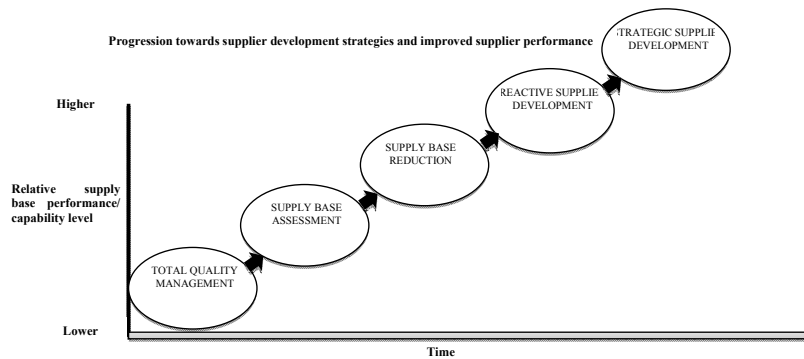 Progression towards supplier development strategies and improved supplier performance
TRATEGIC SUPPLIE
DEVELOPMENT
Higher
REACTIVE SUPPLIE
DEVELOPMENT
SUPPLY BASE
REDUCTION
Relative supply
base performance/
capability level
SUPPLY BASE
ASSESSMENT
TOTAL QUALITY
MANAGEMENT
Lower
Time